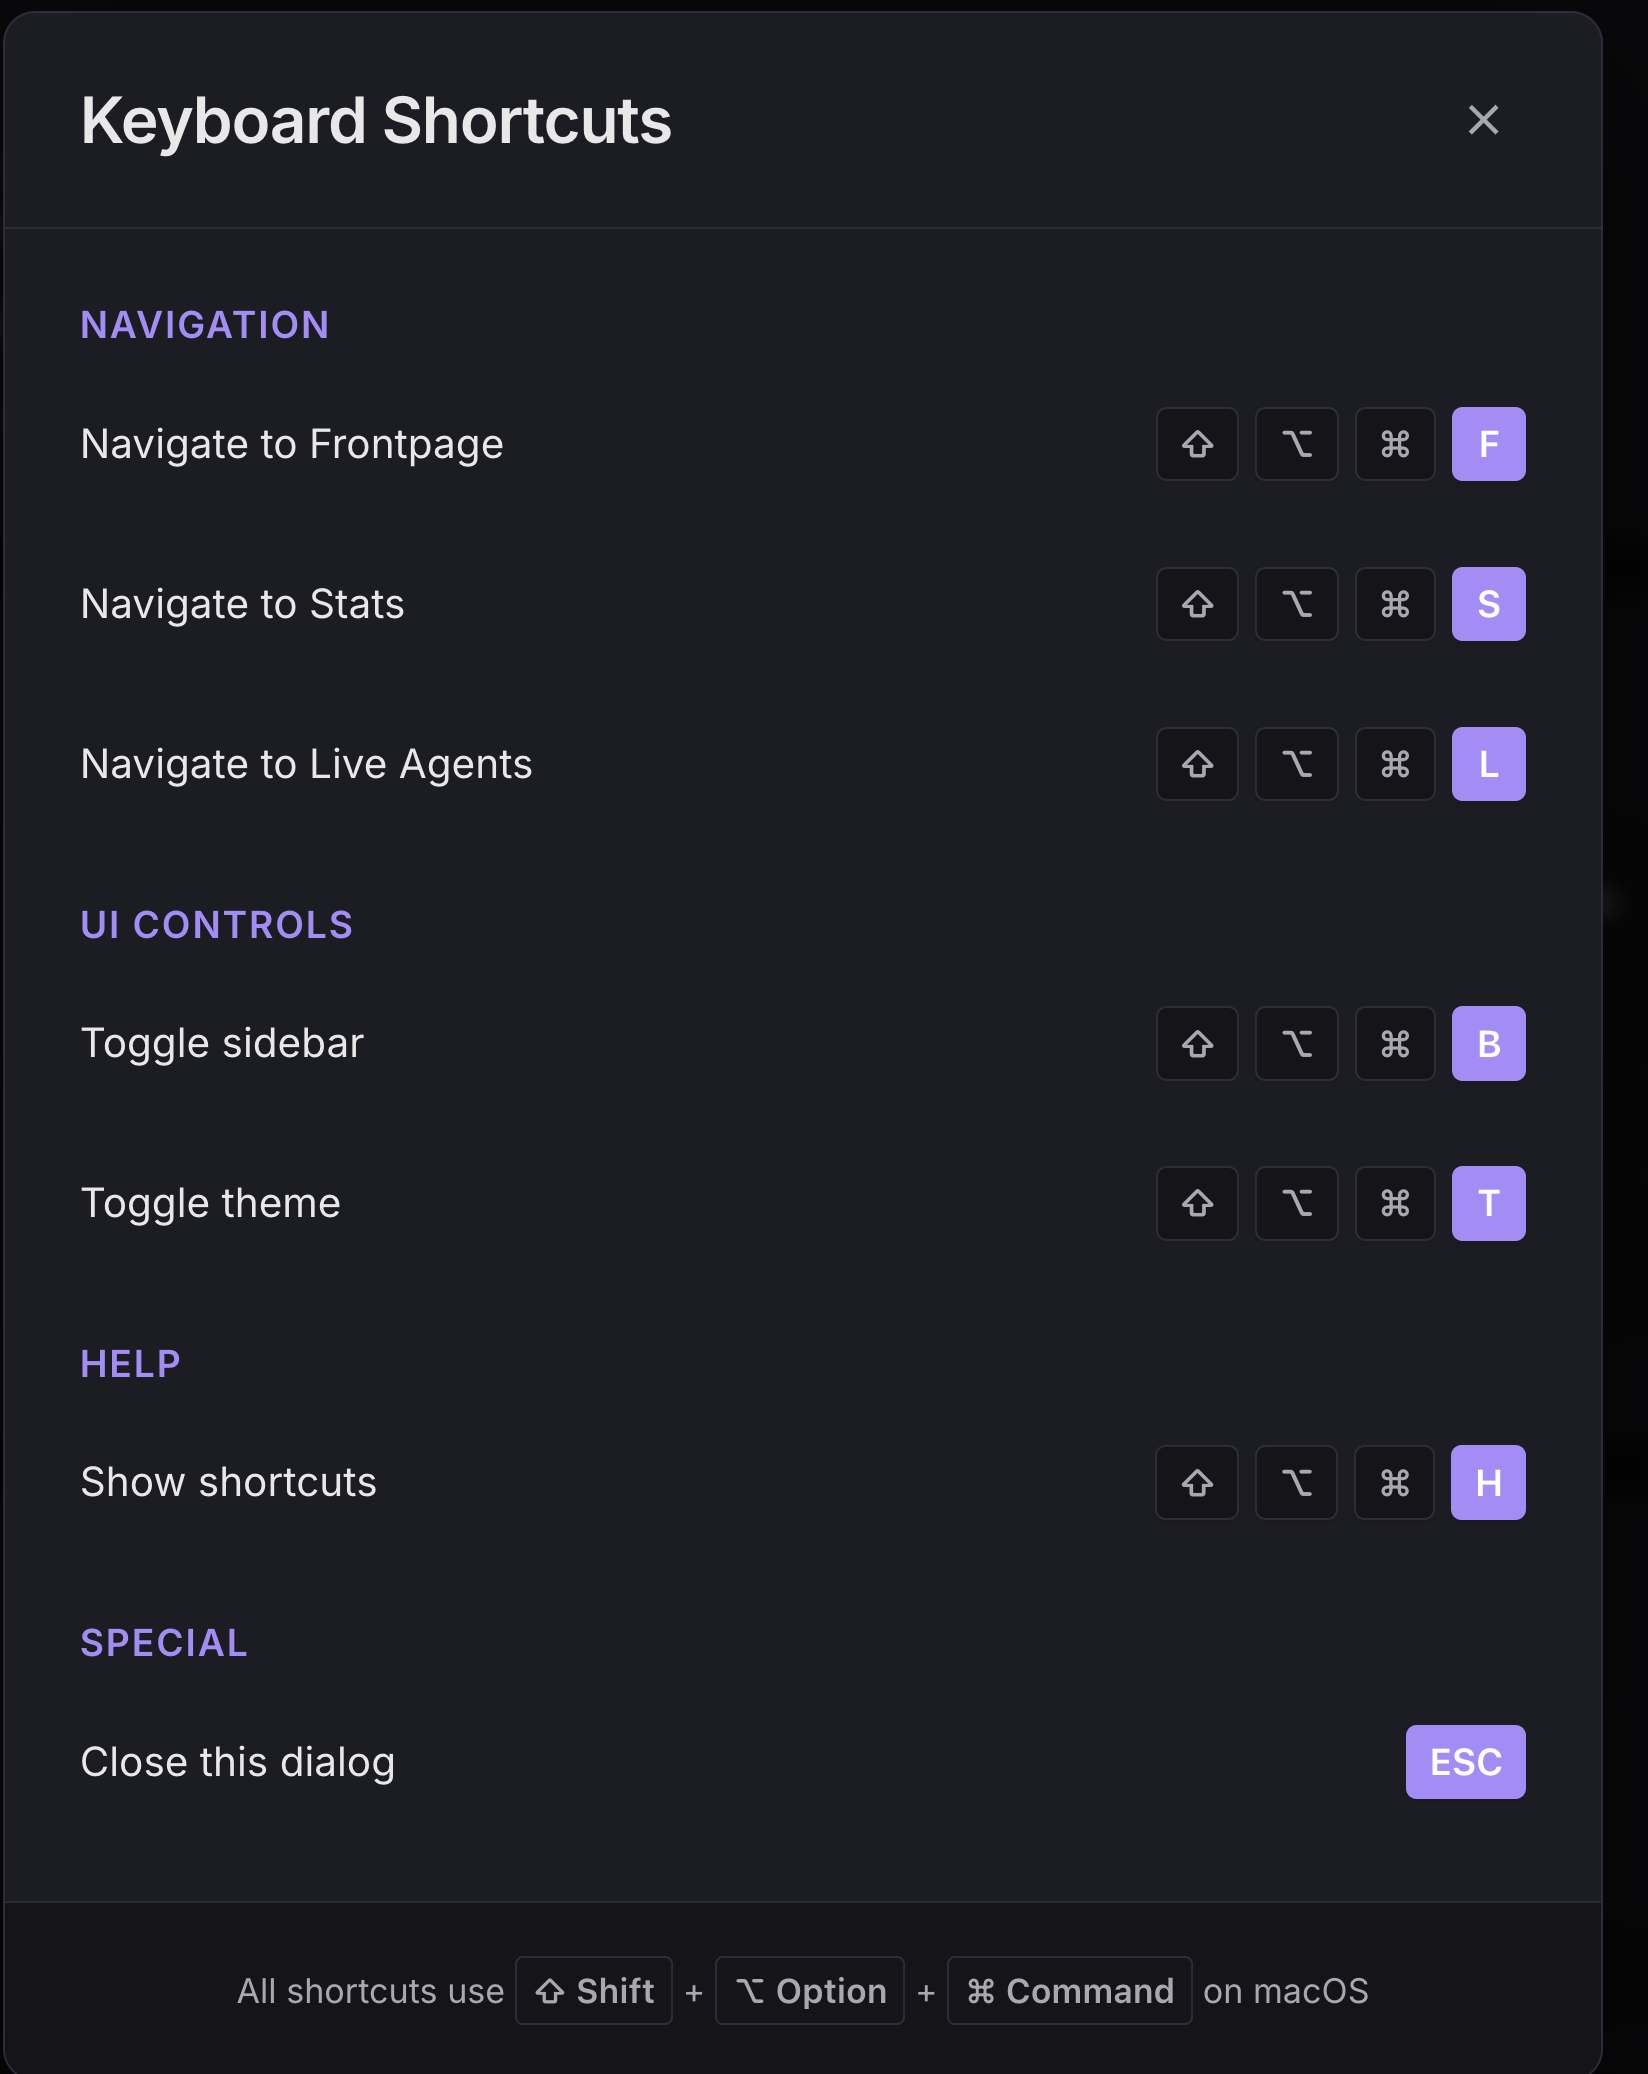 Keyboard Shortcuts
NAVIGATION
Navigate to Frontpage ⇧ ⌥ ⌘ F
Navigate to Stats ⇧ ⌥ ⌘ S
Navigate to Live Agents ⇧ ⌥ ⌘ L
UI CONTROLS
Toggle sidebar ⇧ ⌥ ⌘ B
Toggle theme ⇧ ⌥ ⌘ T
HELP
Show shortcuts ⇧ ⌥ ⌘ H
SPECIAL
Close this dialog ESC
All shortcuts use ⇧ Shift + ⌥ Option + ⌘ Command on macOS